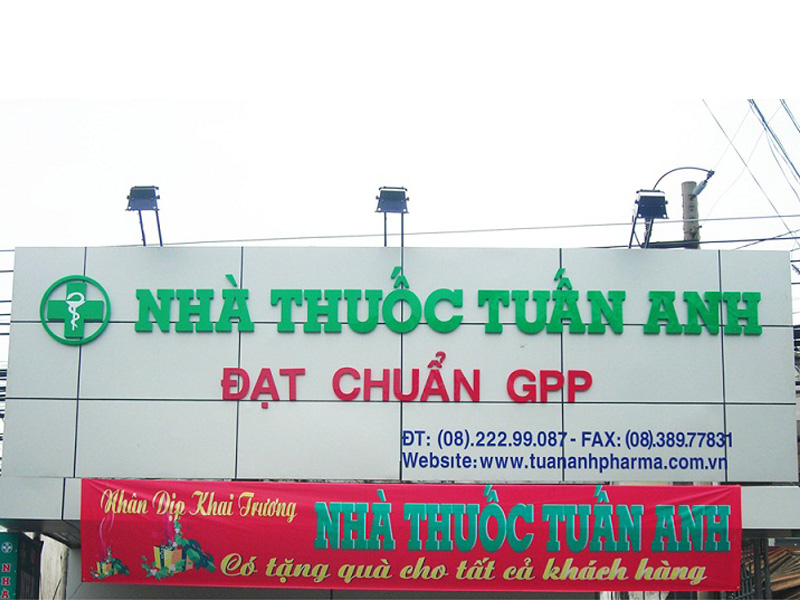 NHÀ THUỐC TUẤN ANH
ĐẠT CHUẨN GPP
ĐT: (08).222.99.087 - FAX: (08).389.77831
Website: www.tuananhpharma.com.vn
Nhân Dịp Khai Trương
NHÀ THUỐC TUẤN ANH
Có tặng quà cho tất cả khách hàng
NHA